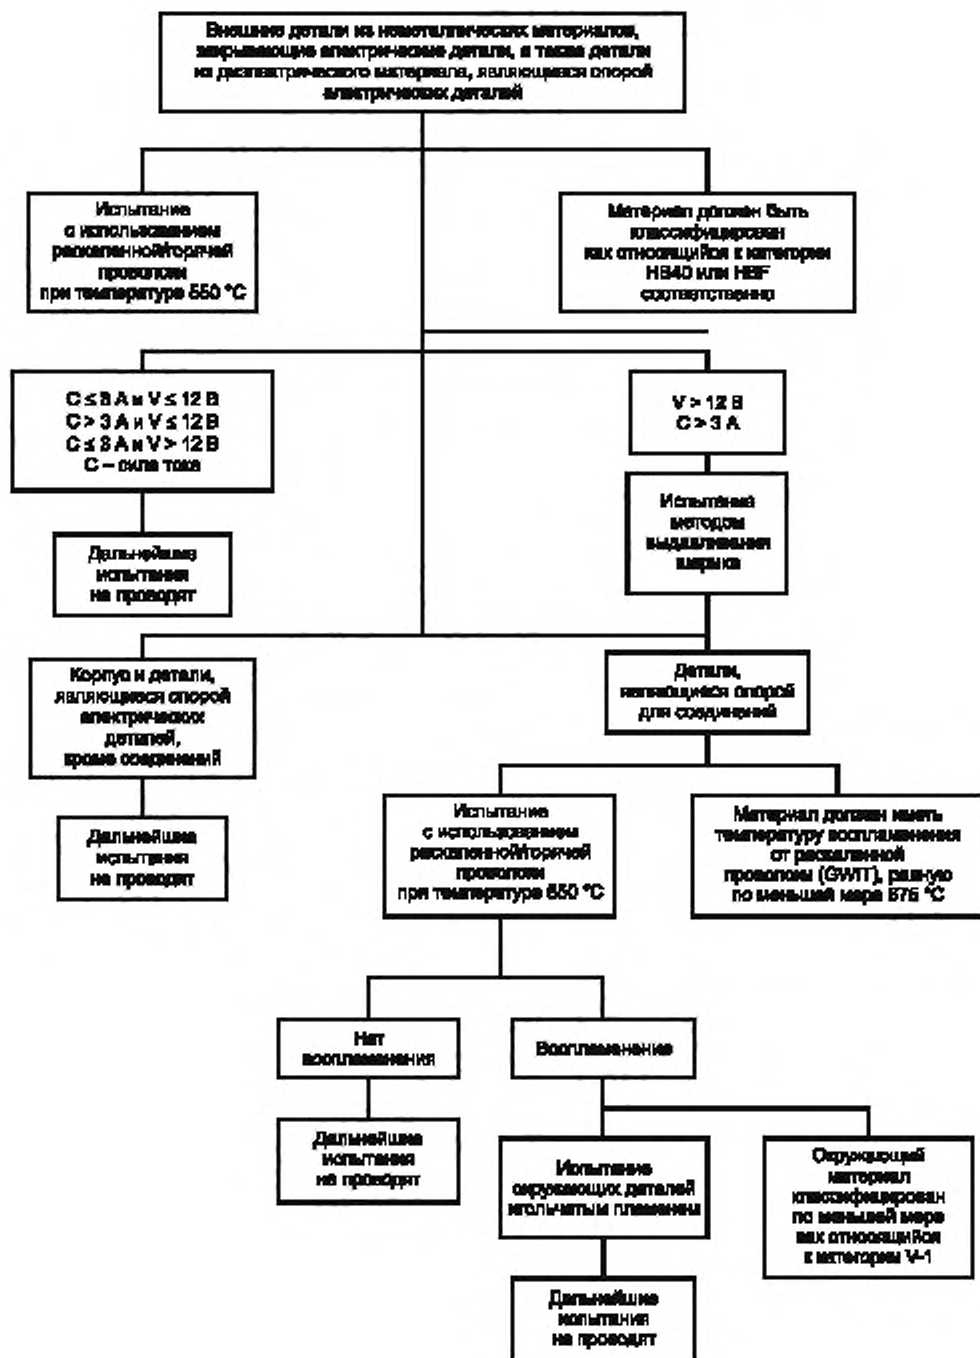 Внешние детали из неметаллических материалов,
закрывающие электрические детали, а также детали
из диэлектрического материала, являющиеся опорой
электрических деталей
Испытание
с использованием
раскаленной/горячей
проволоки
при температуре 550 °C
Материал должен быть
классифицирован
как относящийся к категории
HB40 или HBF
соответственно
C ≤ 3 А и V ≤ 12 В
C > 3 А и V ≤ 12 В
C ≤ 3 А и V > 12 В
C – сила тока
V > 12 В
C > 3 А
Испытание
методом
выдавливания
шарика
Дальнейшие
испытания
не проводят
Корпус и детали,
являющиеся опорой
электрических
деталей,
кроме соединений
Детали,
являющиеся опорой
для соединений
Дальнейшие
испытания
не проводят
Испытание
с использованием
раскаленной/горячей
проволоки
при температуре 650 °C
Материал должен иметь
температуру воспламенения
от раскаленной
проволоки (GWIT), равную
по меньшей мере 675 °C
Нет
воспламенения
Воспламенение
Дальнейшие
испытания
не проводят
Испытание
окружающих деталей
игольчатым пламенем
Окружающий
материал
классифицирован
по меньшей мере
как относящийся
к категории V-1
Дальнейшие
испытания
не проводят